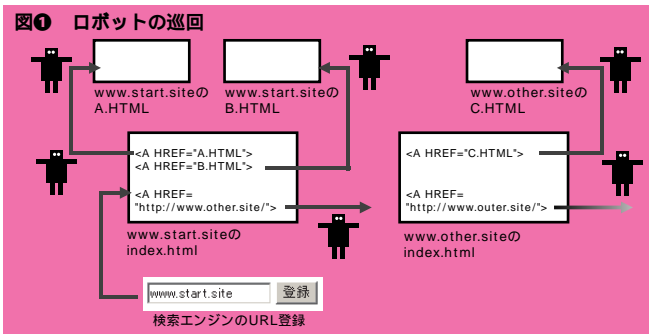 図❶ ロボットの巡回
www.start.siteの
A.HTML
www.start.siteの
B.HTML
www.other.siteの
C.HTML
<A HREF="A.HTML">
<A HREF="B.HTML">
<A HREF=
"http://www.other.site/">
www.start.siteの
index.html
<A HREF="C.HTML">
<A HREF=
"http://www.outer.site/">
www.other.siteの
index.html
www.start.site
登録
検索エンジンのURL登録